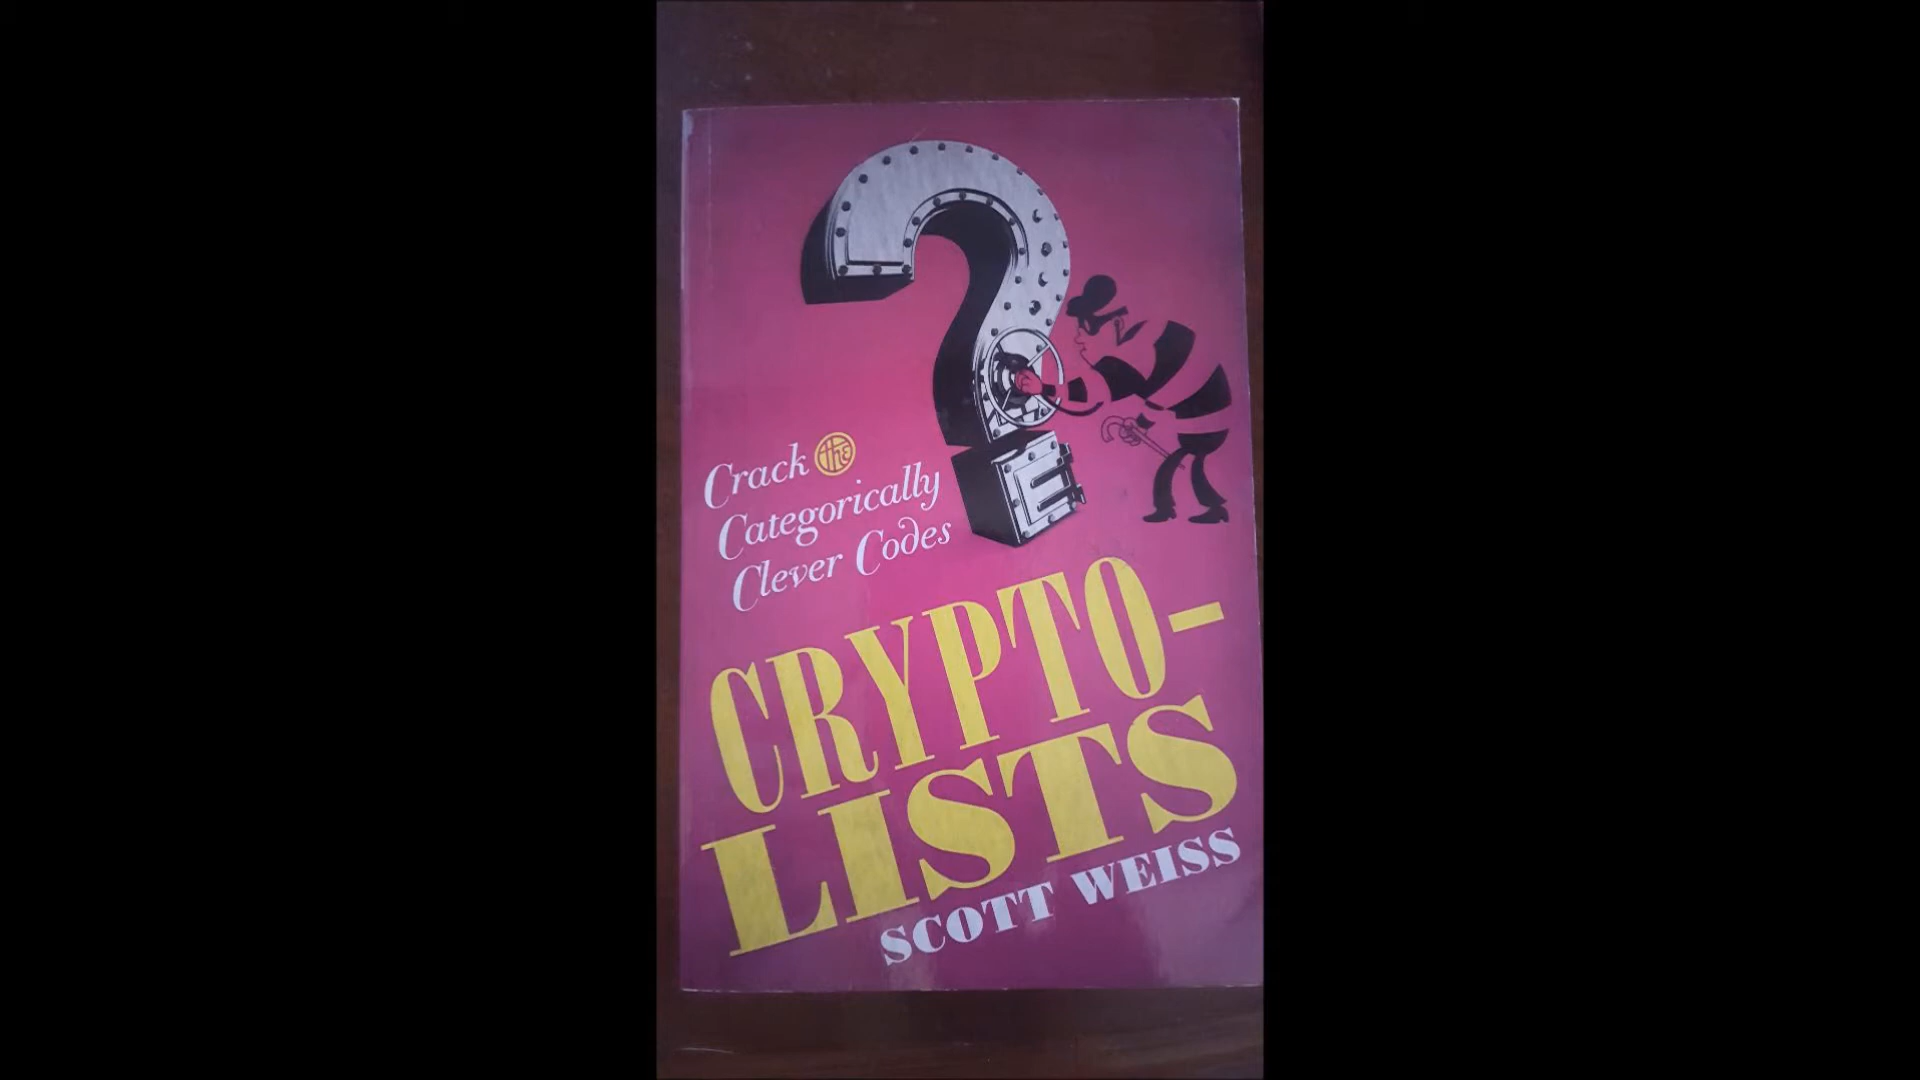 Crack the
Categorically
Clever Codes
CRYPTO-
LISTS
SCOTT WEISS